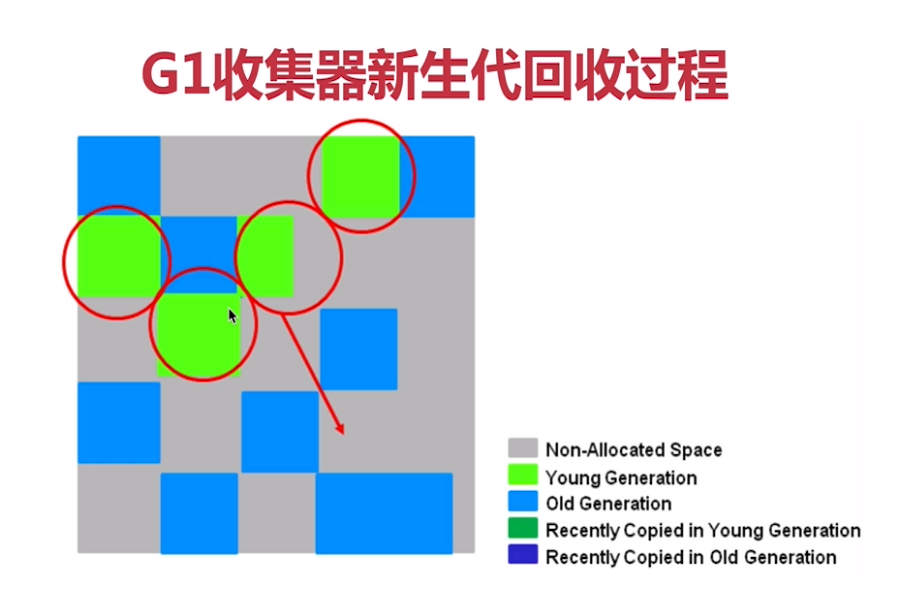 G1收集器新生代回收过程
Non-Allocated Space
Young Generation
Old Generation
Recently Copied in Young Generation
Recently Copied in Old Generation